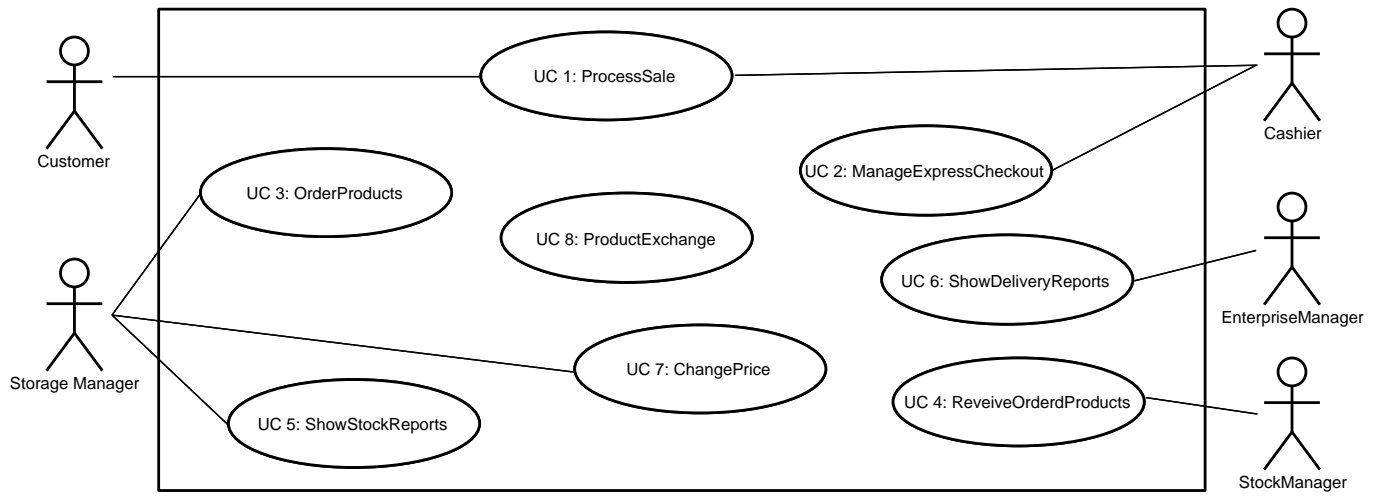 UC 1: ProcessSale
Customer
Cashier
UC 2: ManageExpressCheckout
UC 3: OrderProducts
UC 8: ProductExchange
UC 6: ShowDeliveryReports
EnterpriseManager
Storage Manager
UC 7: ChangePrice
UC 4: ReveiveOrderdProducts
UC 5: ShowStockReports
StockManager